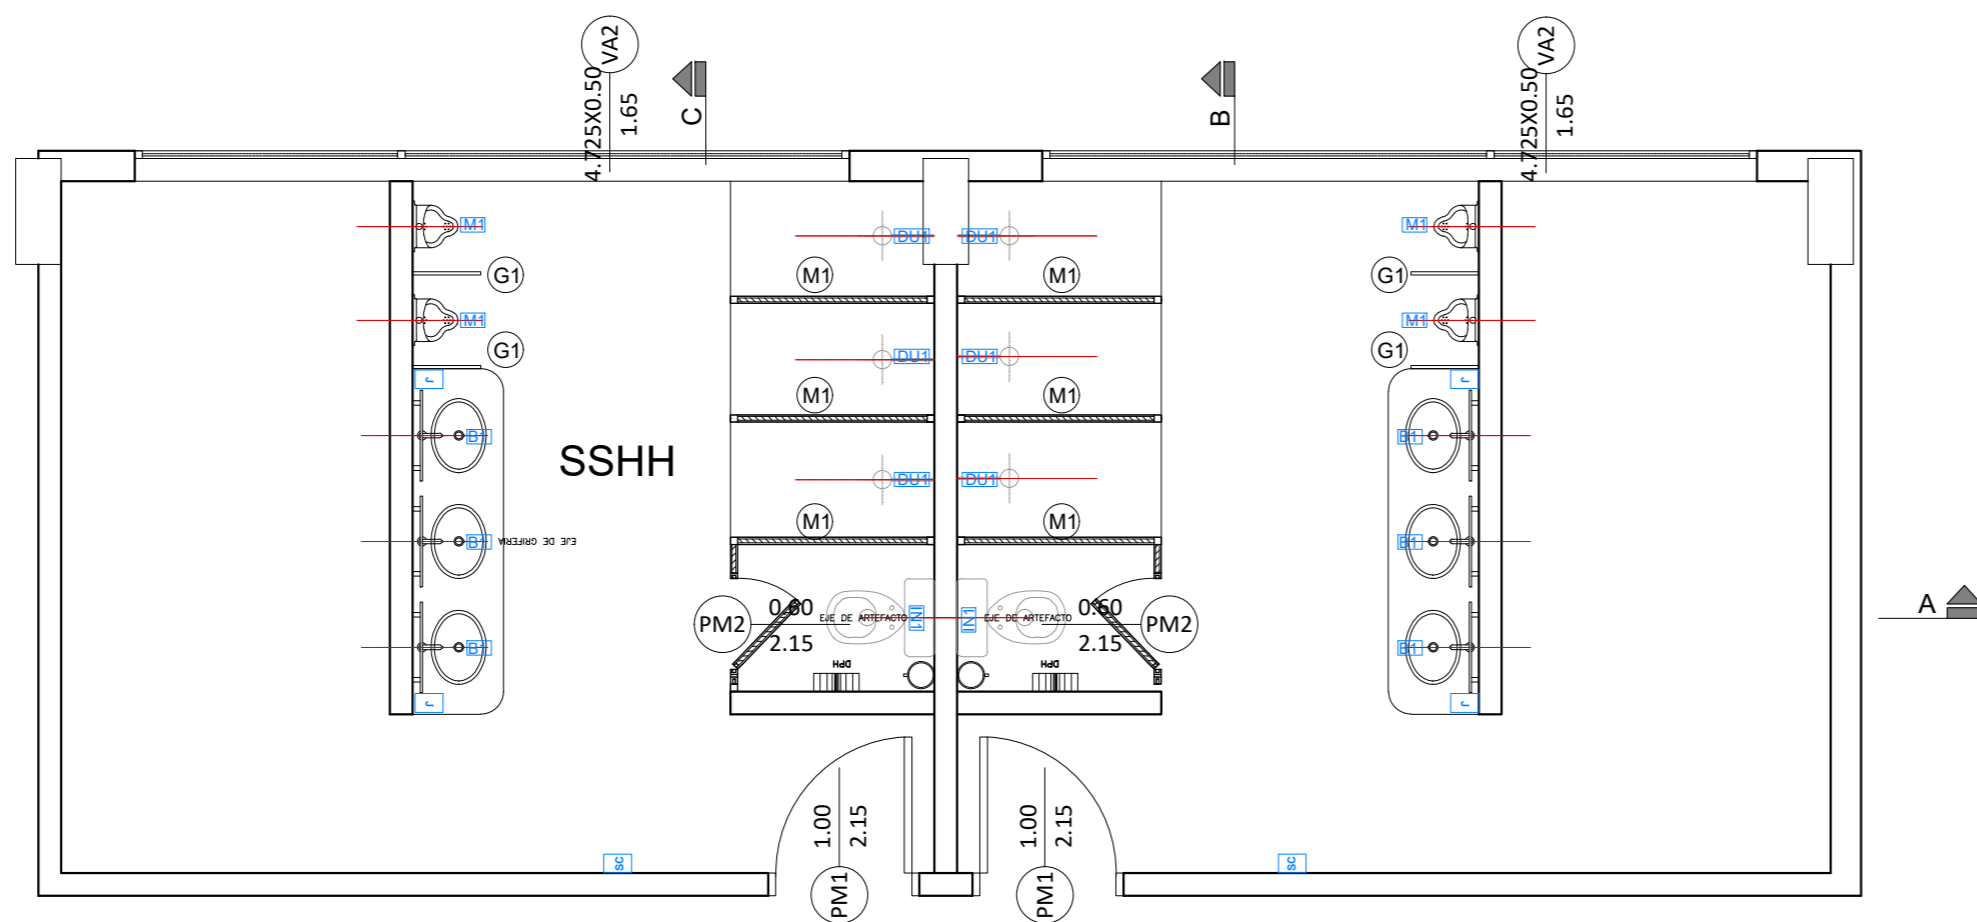 VA2
4.725X0.50
1.65
C
B
VA2
4.725X0.50
1.65
M1
DU1
DU1
M1
G1
M1
M1
G1
M1
M1
G1
DU1
DU1
G1
J
J
M1
M1
B1
SSHH
B1
DU1
DU1
M1
M1
B1
EJE DE GRIFERIA
B1
PM2
0.60
2.15
EJE DE ARTEFACTO
IN1
IN1
EJE DE ARTEFACTO
0.60
2.15
PM2
A
B1
B1
DPH
DPH
J
J
1.00
2.15
PM1
1.00
2.15
PM1
SC
SC